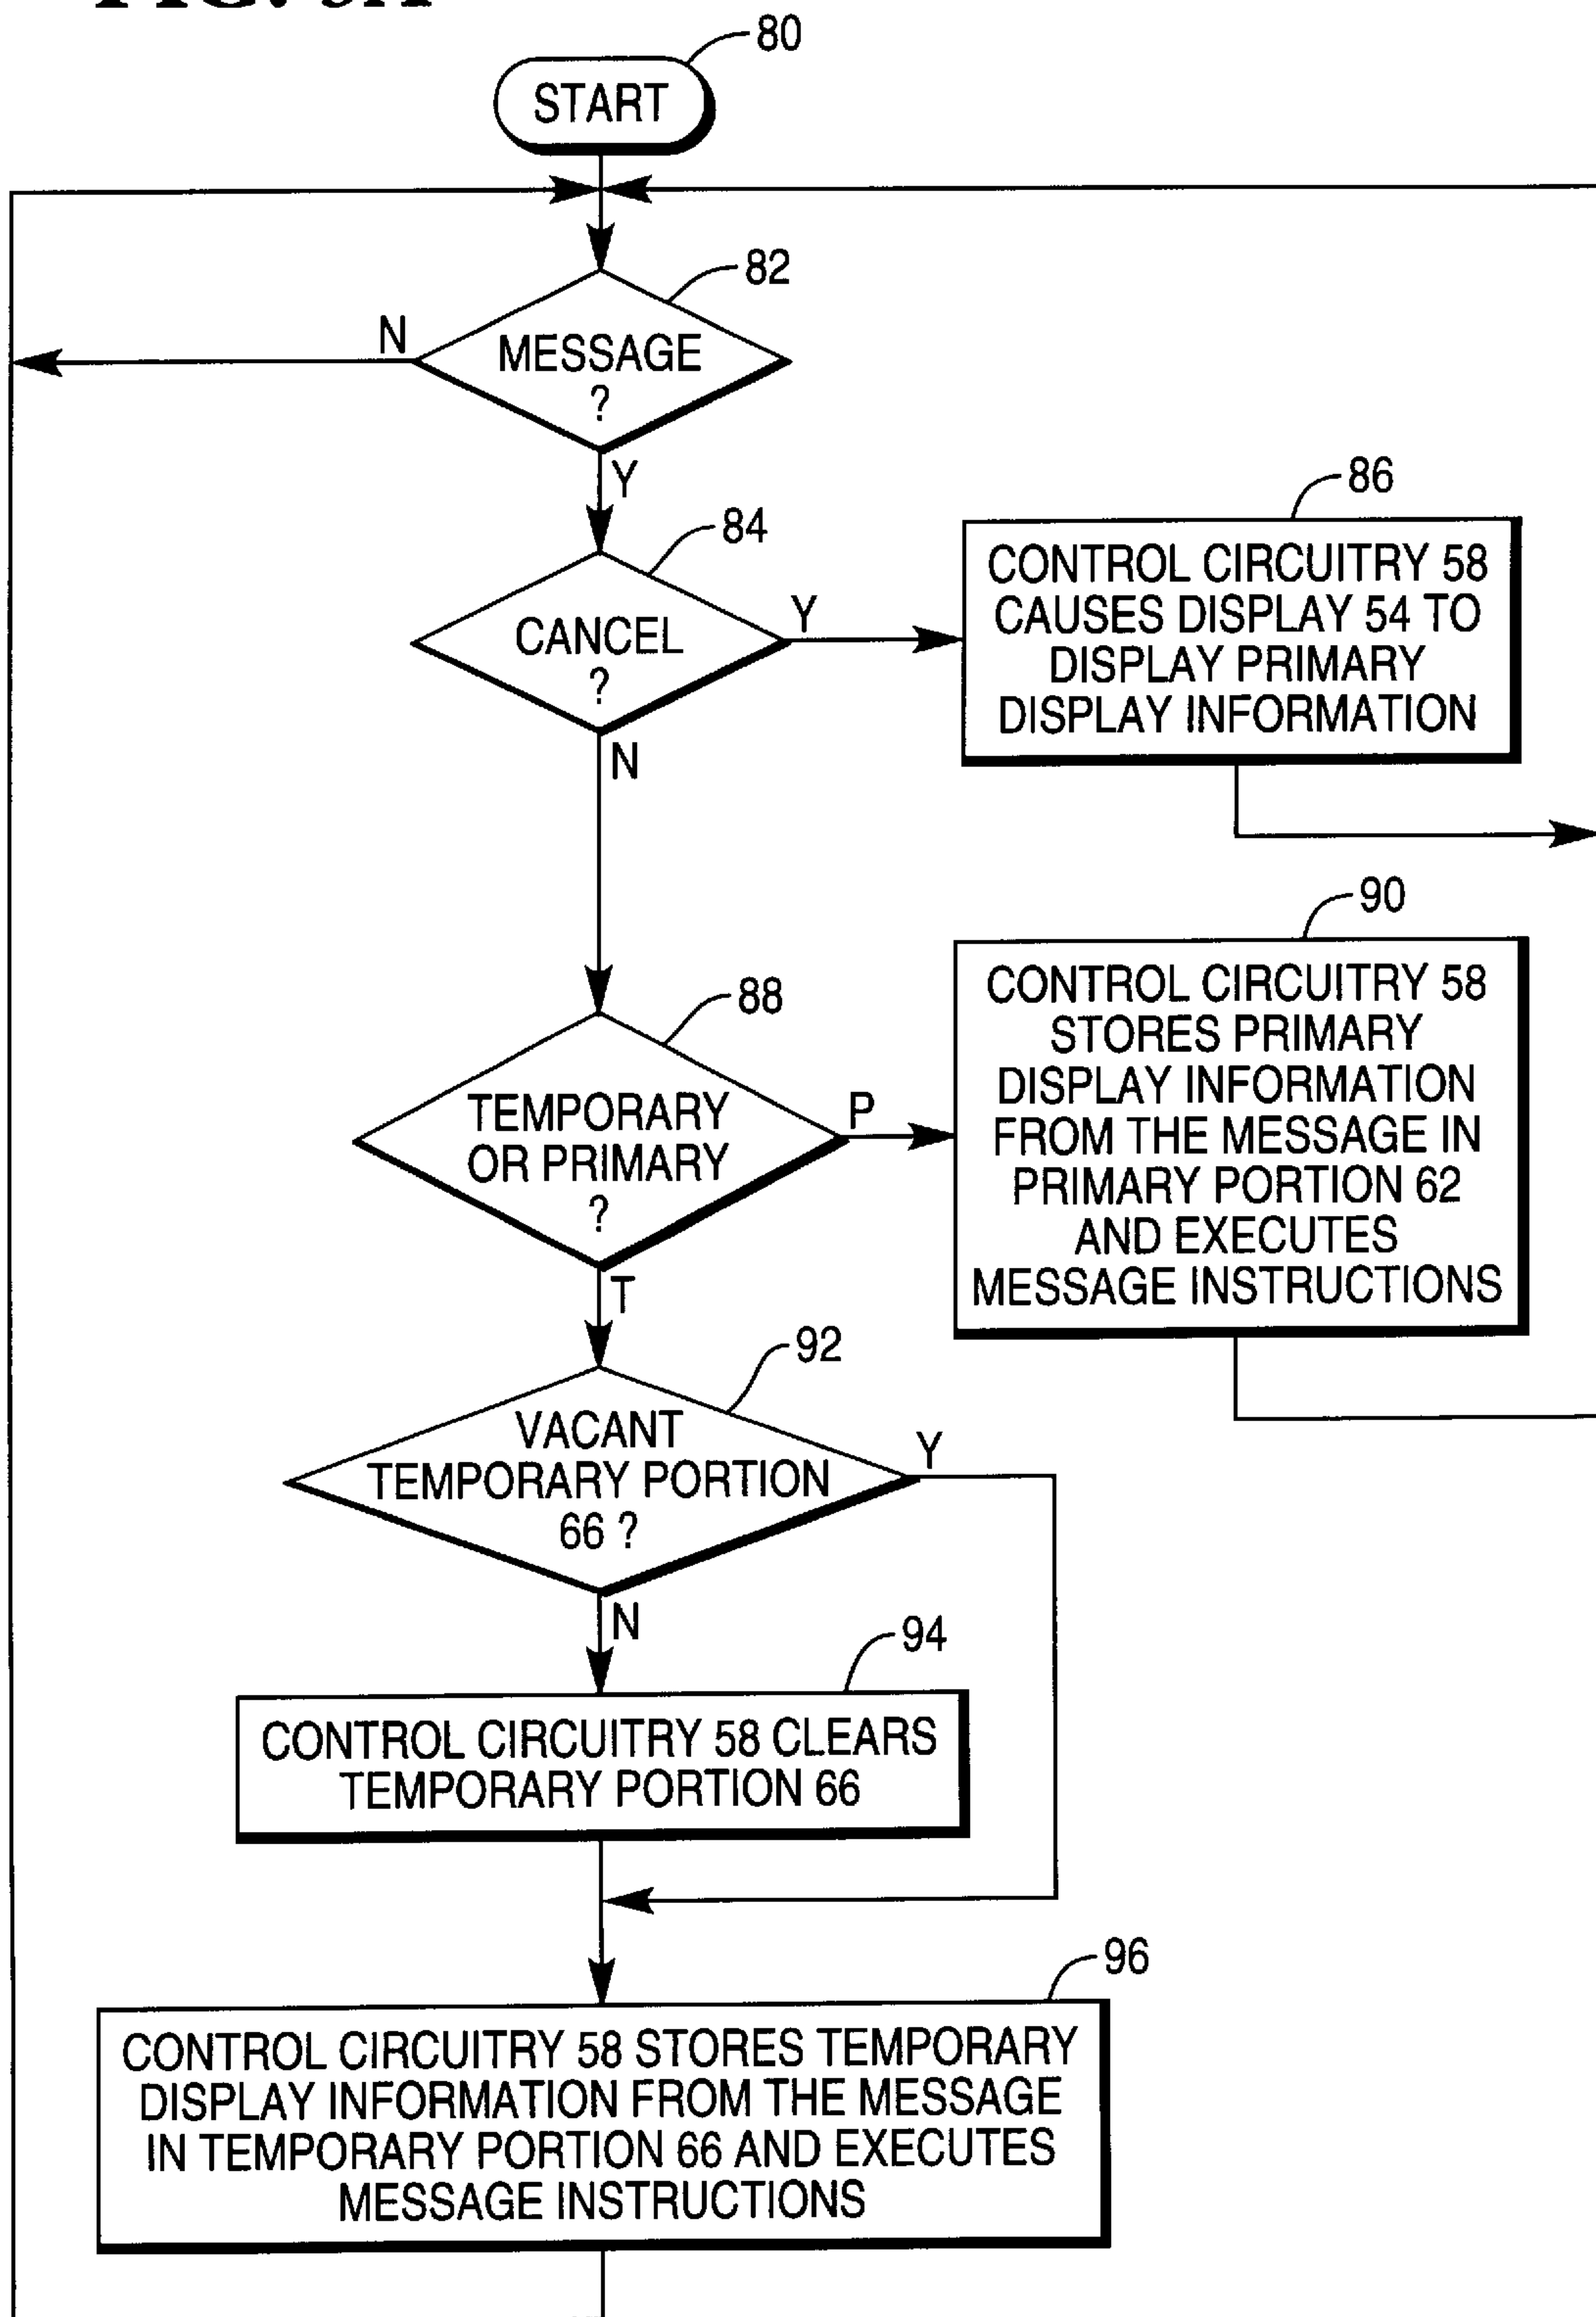 80
START
82
N
MESSAGE
?
Y
86
84
CONTROL CIRCUITRY 58
CAUSES DISPLAY 54 TO
DISPLAY PRIMARY
DISPLAY INFORMATION
Y
CANCEL
?
N
90
88
CONTROL CIRCUITRY 58
STORES PRIMARY
DISPLAY INFORMATION
FROM THE MESSAGE IN
PRIMARY PORTION 62
AND EXECUTES
MESSAGE INSTRUCTIONS
P
TEMPORARY
OR PRIMARY
?
T
92
VACANT
TEMPORARY PORTION
66 ?
Y
N
94
CONTROL CIRCUITRY 58 CLEARS
TEMPORARY PORTION 66
96
CONTROL CIRCUITRY 58 STORES TEMPORARY
DISPLAY INFORMATION FROM THE MESSAGE
IN TEMPORARY PORTION 66 AND EXECUTES
MESSAGE INSTRUCTIONS